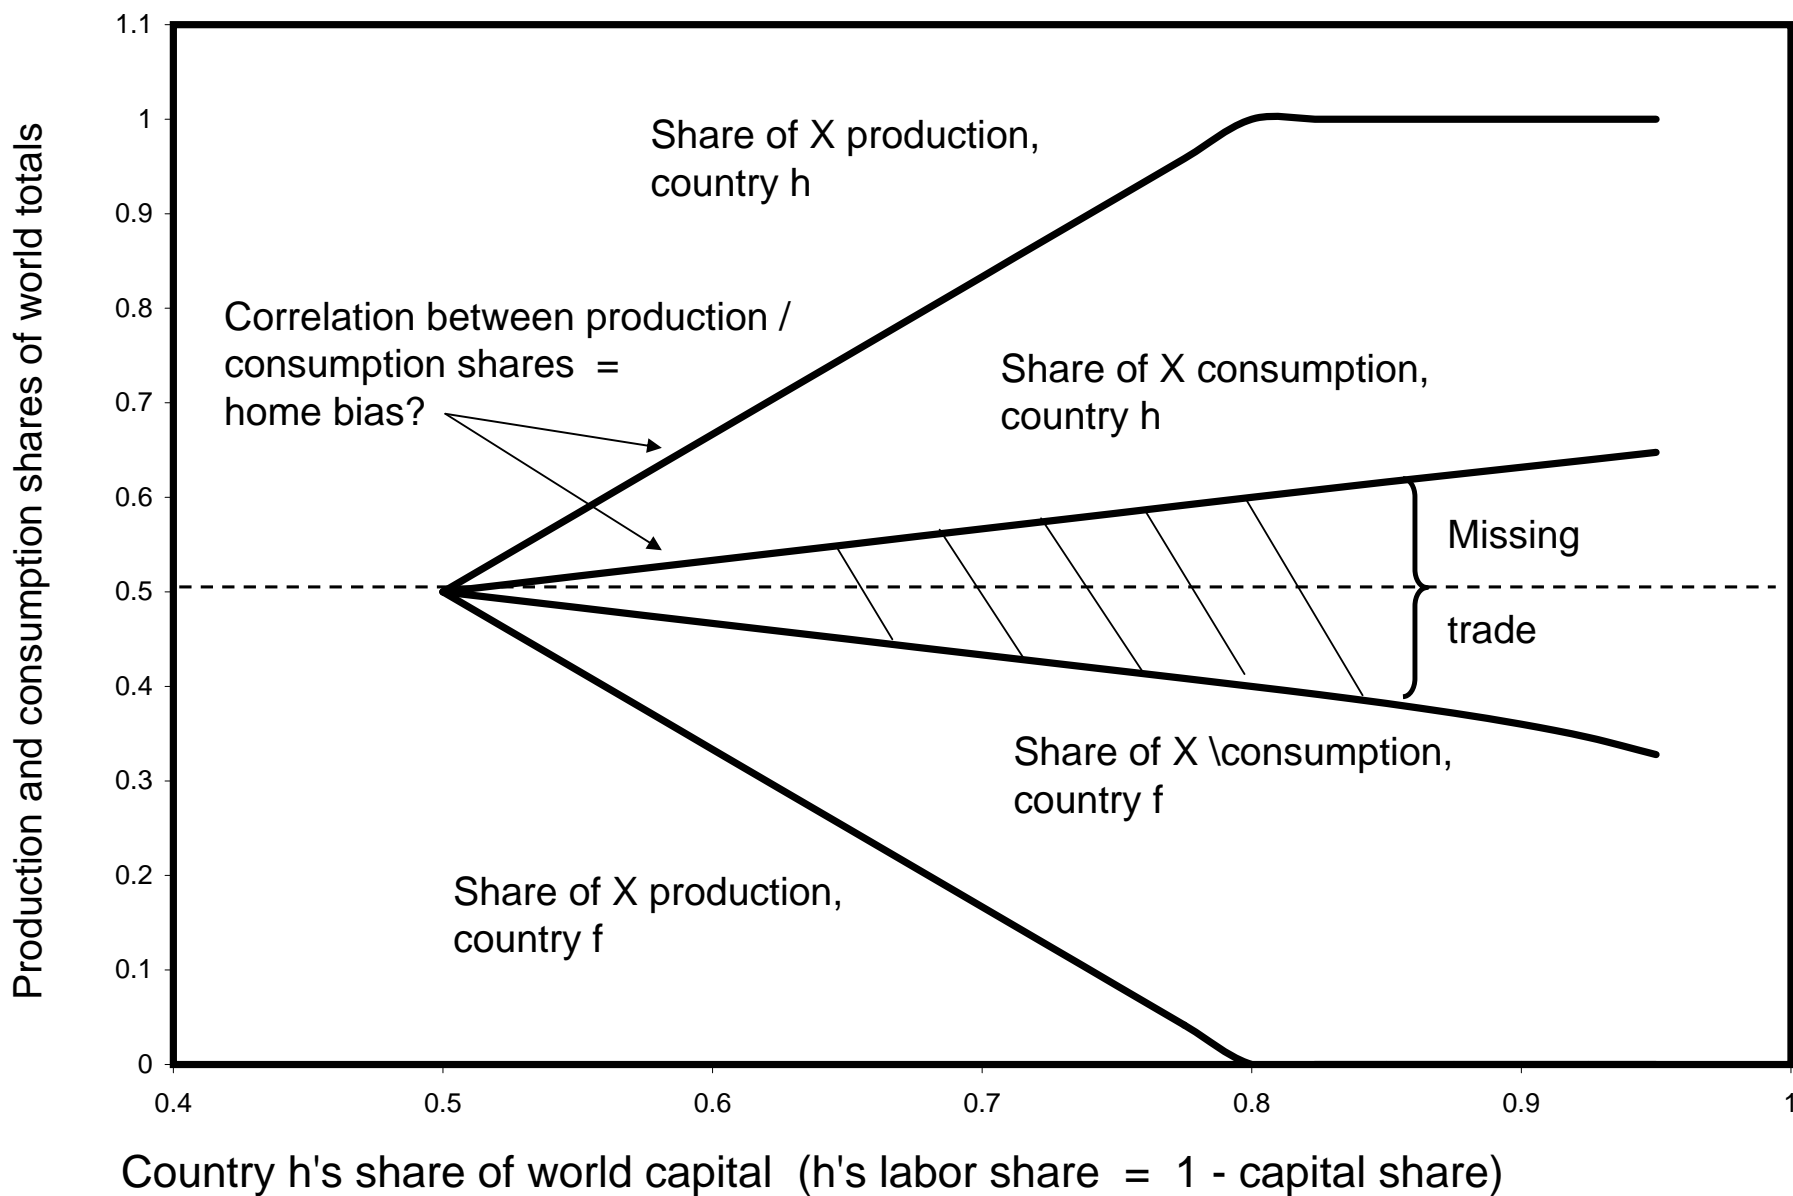 Production and consumption shares of world totals
1.1
1
0.9
0.8
0.7
0.6
0.5
0.4
0.3
0.2
0.1
0
Share of X production,
country h
Correlation between production /
consumption shares =
home bias?
Share of X consumption,
country h
Missing
trade
Share of X \consumption,
country f
Share of X production,
country f
0.4
0.5
0.6
0.7
0.8
0.9
1
Country h's share of world capital (h's labor share = 1 - capital share)